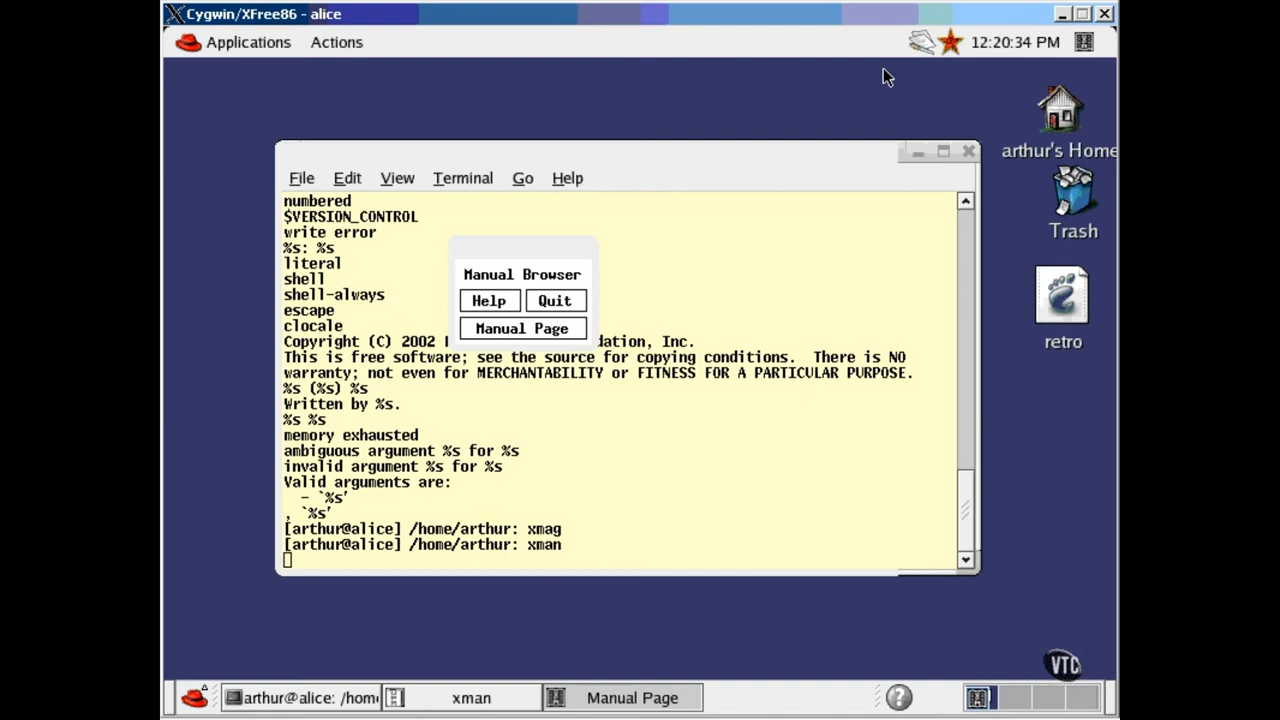 Cygwin/XFree86 - alice
Applications Actions 12:20:34 PM
arthur's Home
File Edit View Terminal Go Help
numbered
$VERSION_CONTROL
write error
%s: %s
literal
shell
shell-always
escape
clocale
Copyright (C) 2002 dation, Inc.
This is free software; see the source for copying conditions.  There is NO
warranty; not even for MERCHANTABILITY or FITNESS FOR A PARTICULAR PURPOSE.
%s (%s) %s
Written by %s.
%s %s
memory exhausted
ambiguous argument %s for %s
invalid argument %s for %s
Valid arguments are:
- `%s'
, `%s'
[arthur@alice] /home/arthur: xmag
[arthur@alice] /home/arthur: xman
Manual Browser
Help Quit
Manual Page
Trash
retro
VTC
arthur@alice: /hom xman Manual Page ?